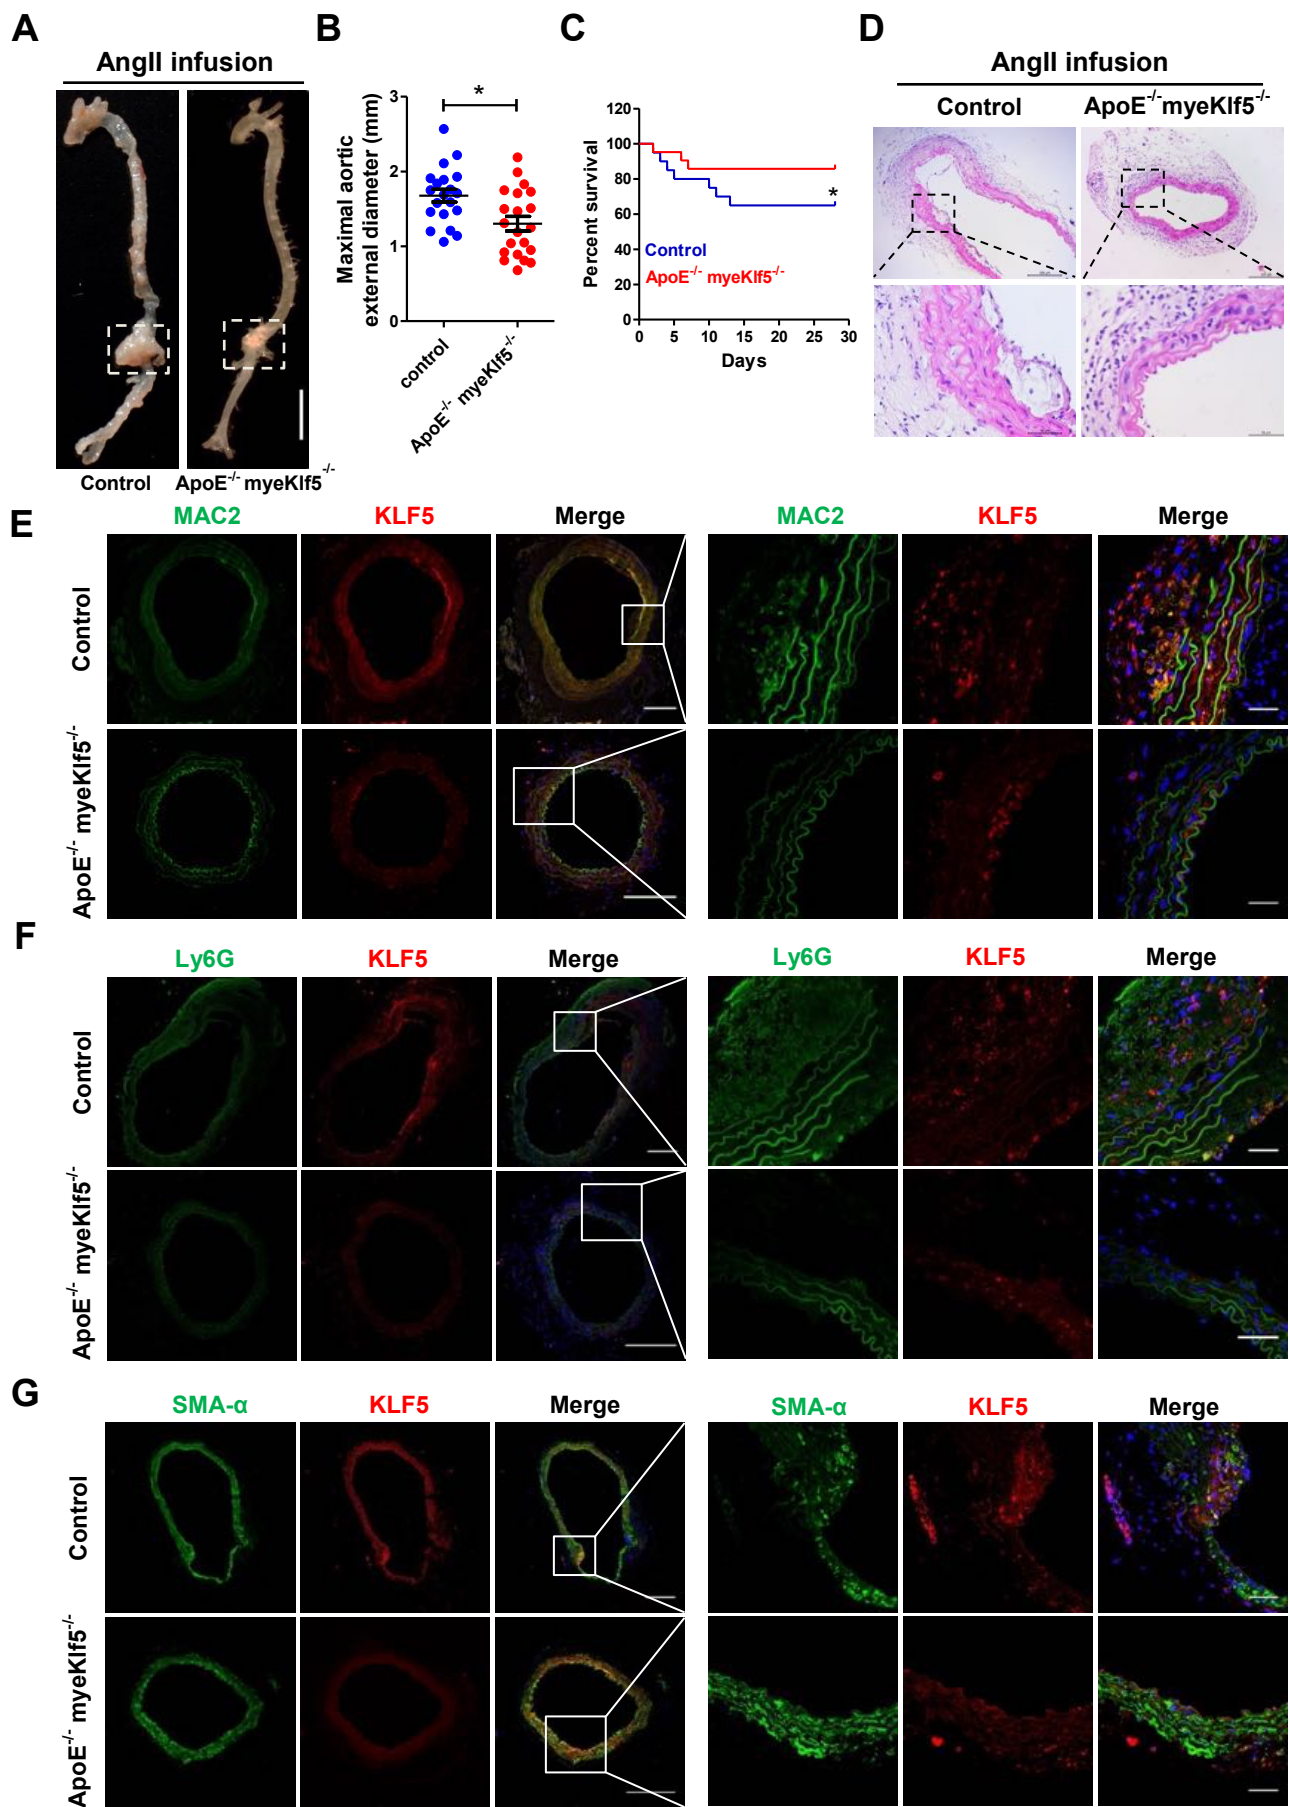 A
B
C
D
AngII infusion
Control
ApoE-/- myeKlf5-/-
3
2
1
0
Maximal aortic
external diameter (mm)
*
control
ApoE-/- myeKlf5-/-
120
100
80
60
40
20
0
Percent survival
*
Control
ApoE-/- myeKlf5-/-
0 5 10 15 20 25 30
Days
AngII infusion
Control ApoE-/- myeKlf5-/-
E
MAC2 KLF5 Merge MAC2 KLF5 Merge
Control
ApoE-/- myeKlf5-/-
F
Ly6G KLF5 Merge Ly6G KLF5 Merge
Control
ApoE-/- myeKlf5-/-
G
SMA-α KLF5 Merge SMA-α KLF5 Merge
Control
ApoE-/- myeKlf5-/-